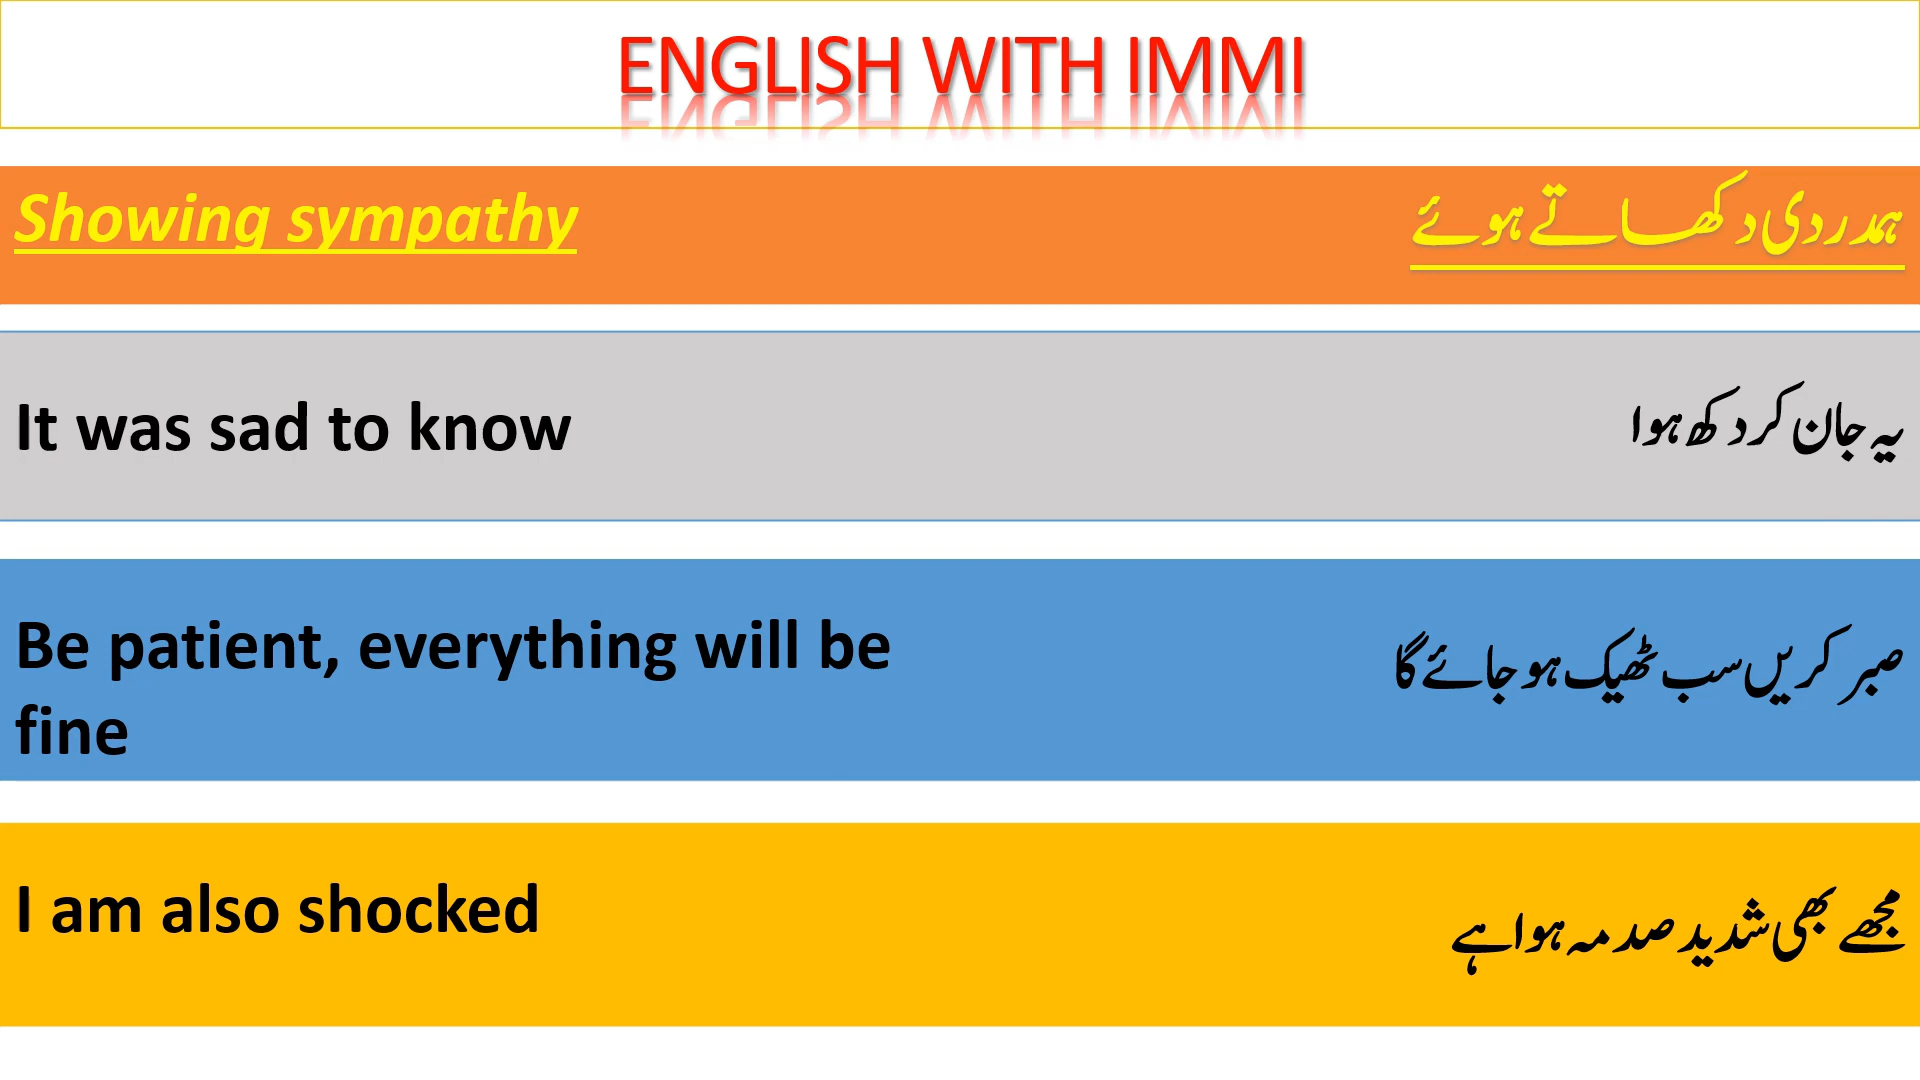 ENGLISH WITH IMMI
Showing sympathy
ہمدردی دکھاتے ہوئے
It was sad to know
یہ جان کر دکھ ہوا
Be patient, everything will be
fine
صبر کریں سب ٹھیک ہو جائے گا
I am also shocked
مجھے بھی شدید صدمہ ہوا ہے